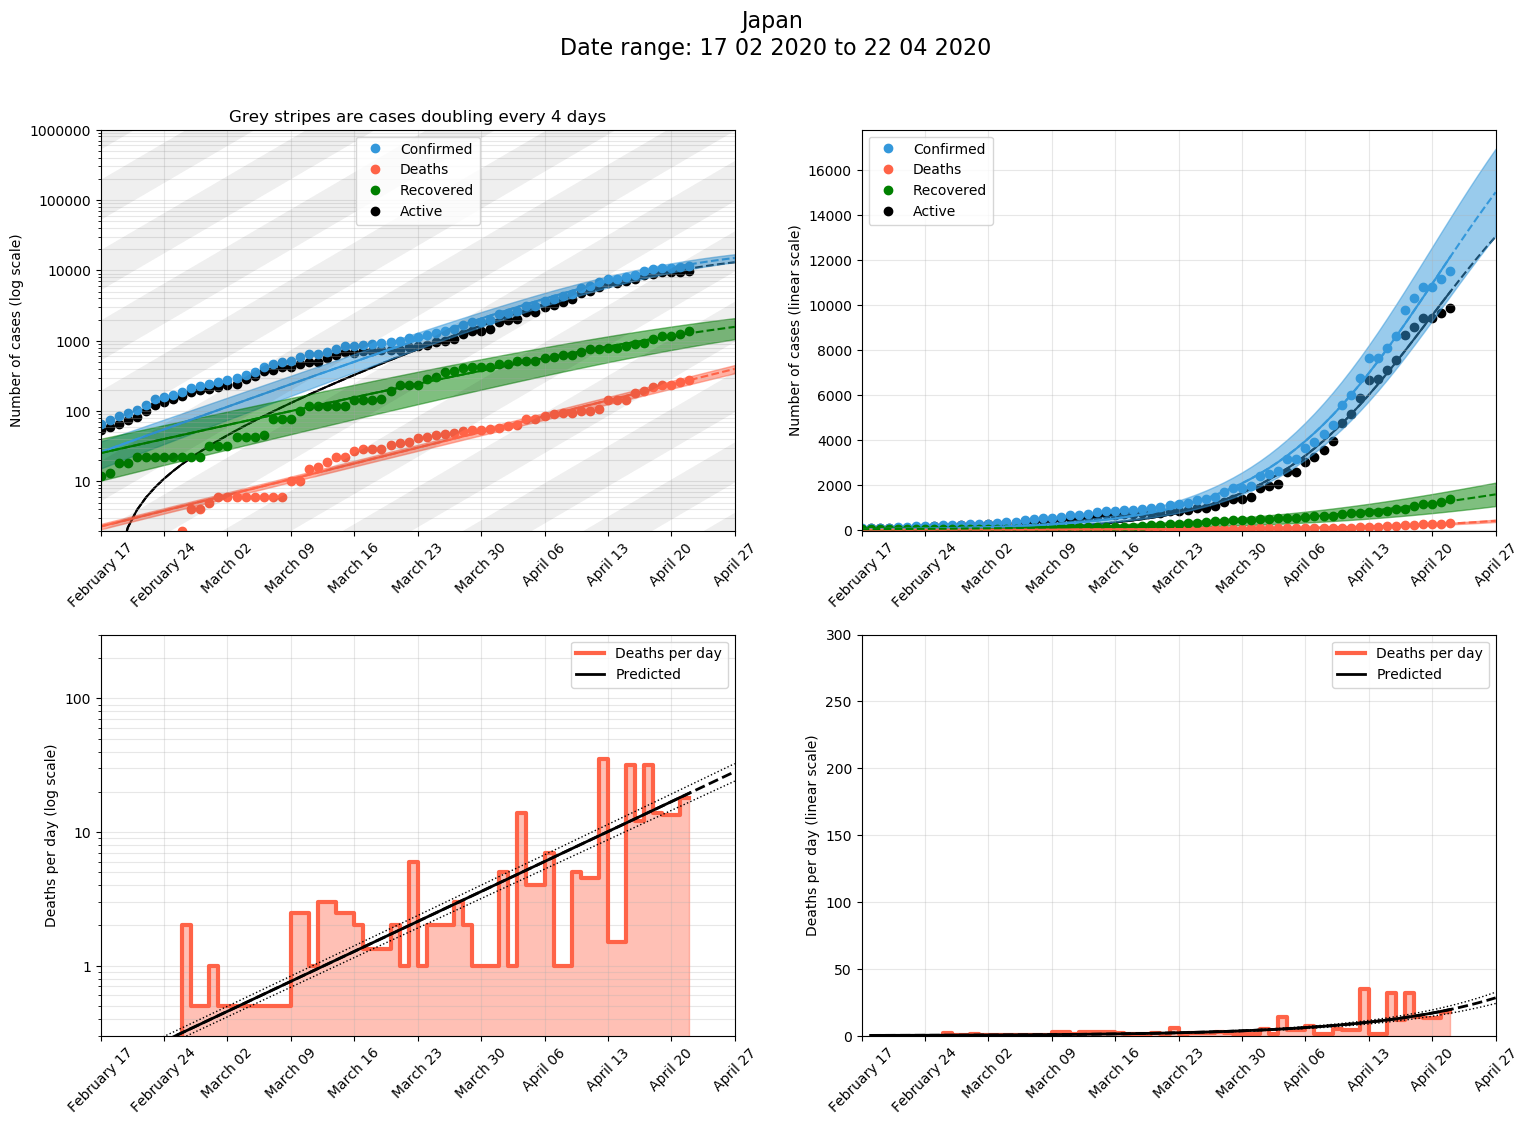 Japan
Date range: 17 02 2020 to 22 04 2020
Grey stripes are cases doubling every 4 days
Number of cases (log scale)
1000000
100000
10000
1000
100
10
Confirmed
Deaths
Recovered
Active
February 17
February 24
March 02
March 09
March 16
March 23
March 30
April 06
April 13
April 20
April 27
Number of cases (linear scale)
16000
14000
12000
10000
8000
6000
4000
2000
0
Confirmed
Deaths
Recovered
Active
February 17
February 24
March 02
March 09
March 16
March 23
March 30
April 06
April 13
April 20
April 27
Deaths per day (log scale)
100
10
1
Deaths per day
Predicted
February 17
February 24
March 02
March 09
March 16
March 23
March 30
April 06
April 13
April 20
April 27
Deaths per day (linear scale)
300
250
200
150
100
50
0
Deaths per day
Predicted
February 17
February 24
March 02
March 09
March 16
March 23
March 30
April 06
April 13
April 20
April 27